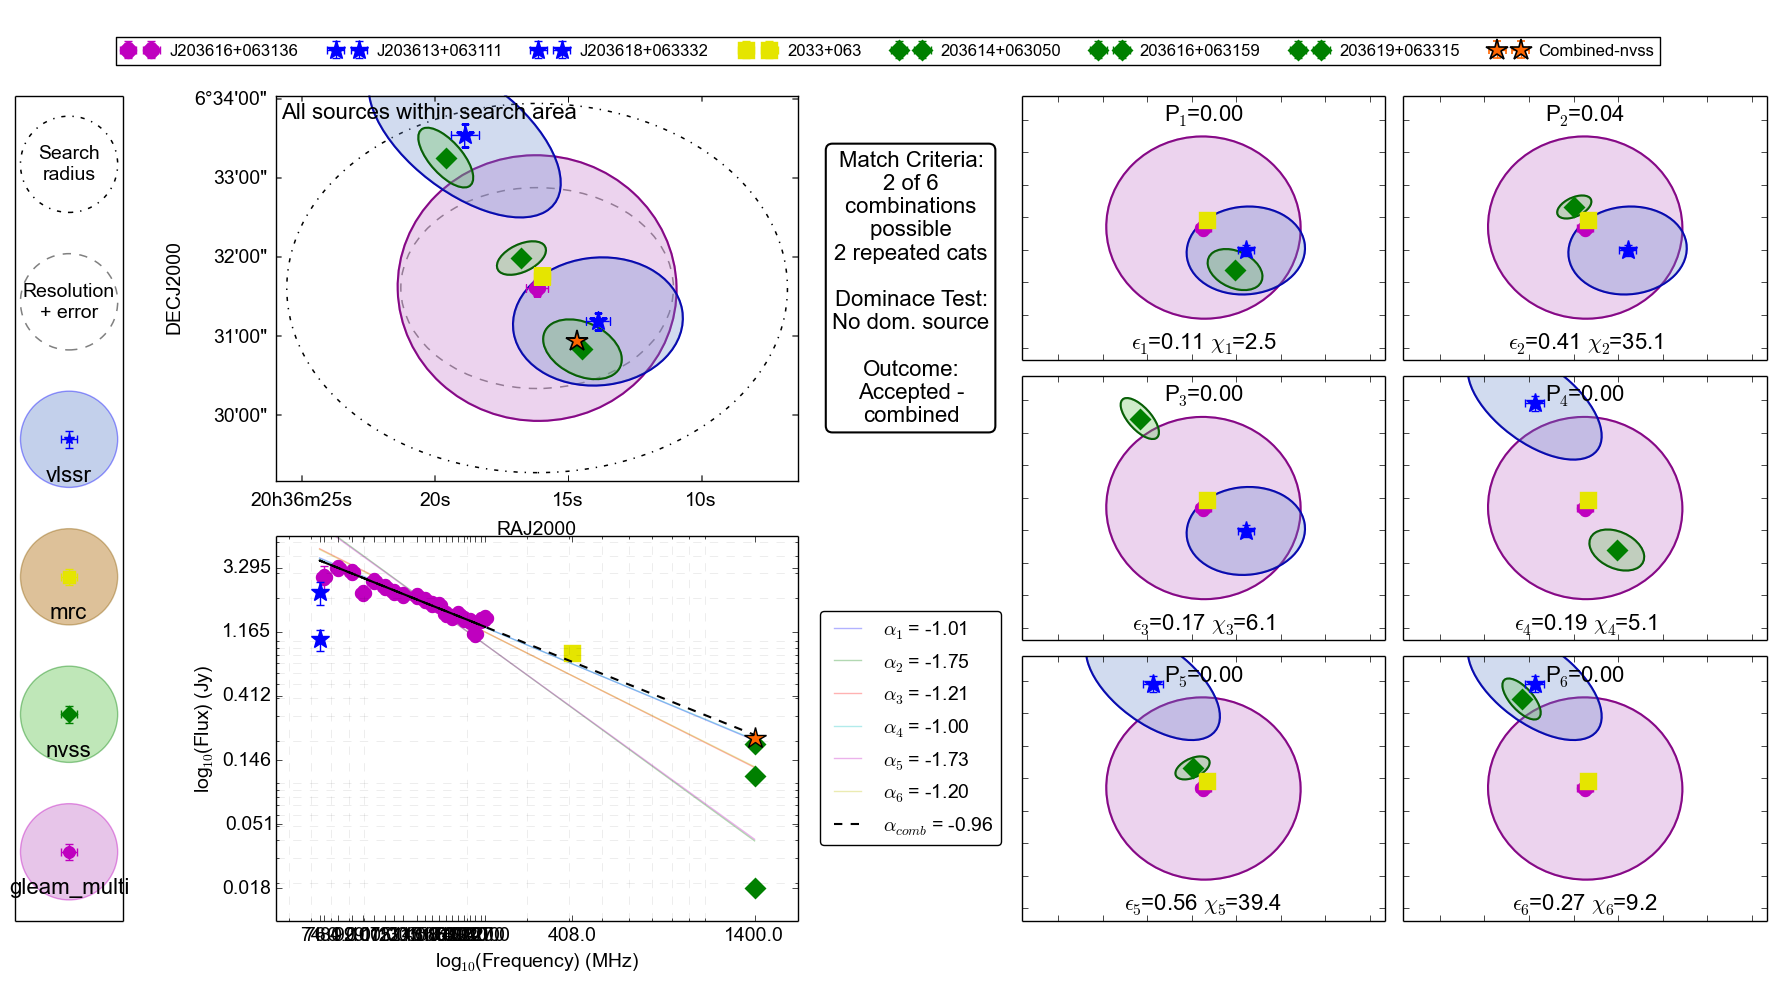 J203616+063136 J203613+063111 J203618+063332 2033+063 203614+063050 203616+063159 203619+063315 Combined-nvss
Search
radius
Resolution
+ error
vlssr
mrc
nvss
gleam_multi
All sources within search area
6°34'00"
33'00"
32'00"
31'00"
30'00"
DECJ2000
20h36m25s 20s 15s 10s
RAJ2000
Match Criteria:
2 of 6
combinations
possible
2 repeated cats
Dominace Test:
No dom. source
Outcome:
Accepted -
combined
3.295
1.165
0.412
0.146
0.051
0.018
log10(Flux) (Jy)
408.0 1400.0
log10(Frequency) (MHz)
α1 = -1.01
α2 = -1.75
α3 = -1.21
α4 = -1.00
α5 = -1.73
α6 = -1.20
αcomb = -0.96
P1=0.00
ϵ1=0.11 χ1=2.5
P2=0.04
ϵ2=0.41 χ2=35.1
P3=0.00
ϵ3=0.17 χ3=6.1
P4=0.00
ϵ4=0.19 χ4=5.1
P5=0.00
ϵ5=0.56 χ5=39.4
P6=0.00
ϵ6=0.27 χ6=9.2